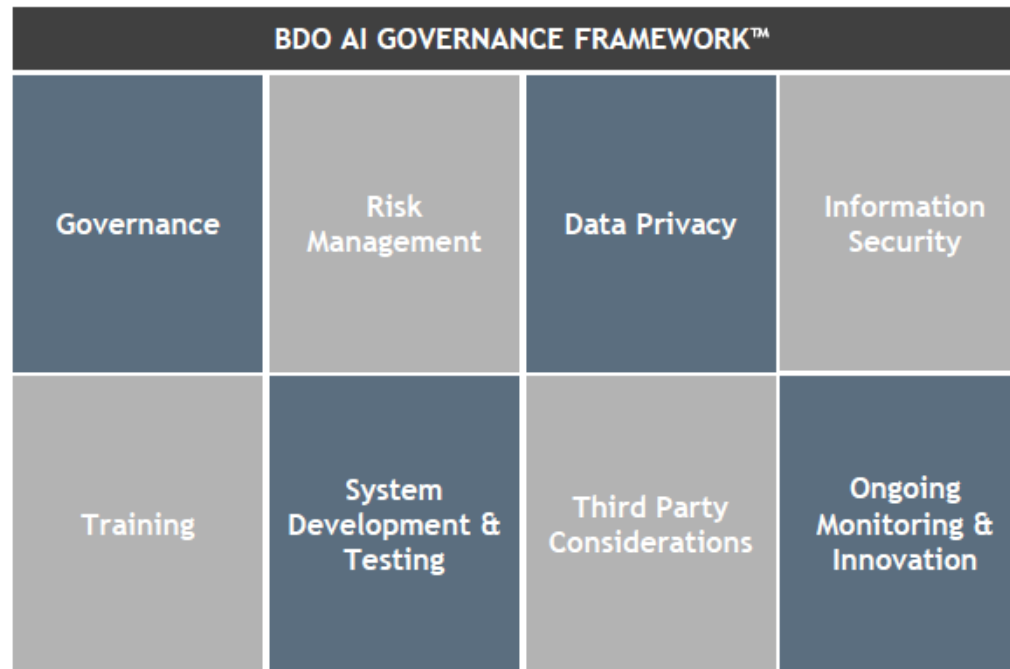 BDO AI GOVERNANCE FRAMEWORK™
Governance
Risk
Management
Data Privacy
Information
Security
Training
System
Development &
Testing
Third Party
Considerations
Ongoing
Monitoring &
Innovation